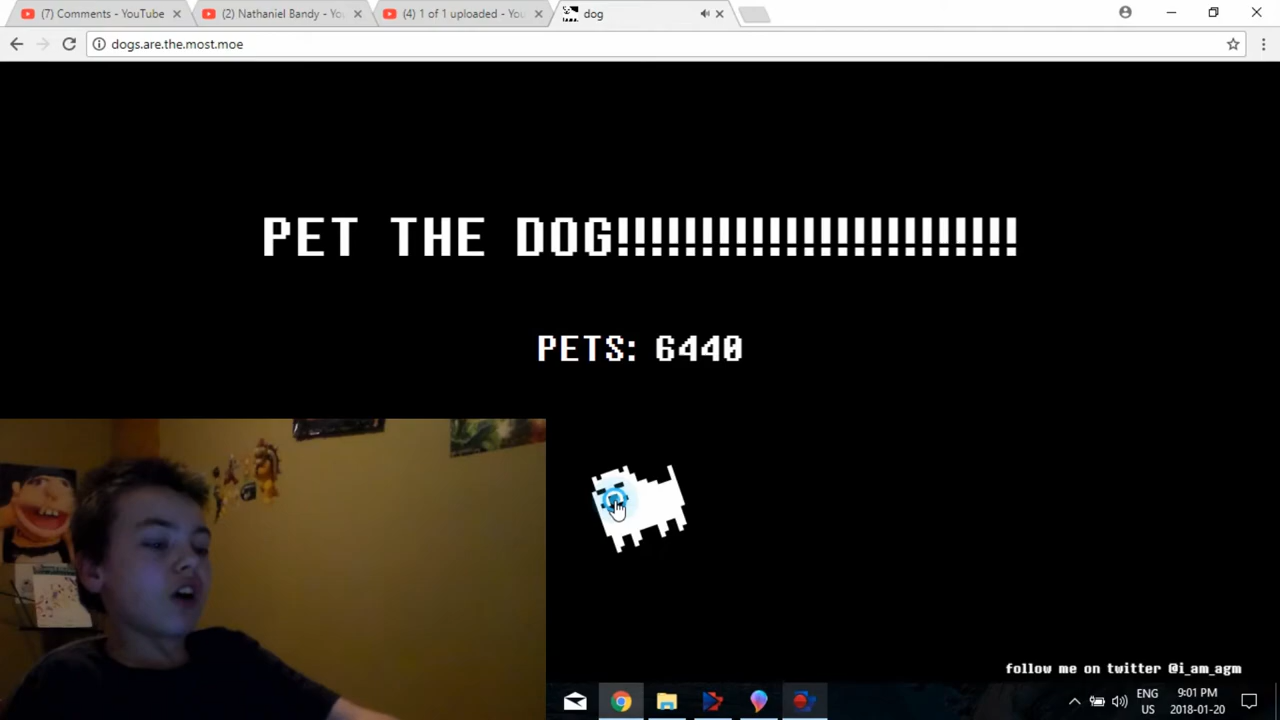 (7) Comments - YouTube
(2) Nathaniel Bandy - Yo
(4) 1 of 1 uploaded - You
dog
dogs.are.the.most.moe
PET THE DOG!!!!!!!!!!!!!!!!!!!!!!!!
PETS: 6440
follow me on twitter @i_am_agm
ENG
US
9:01 PM
2018-01-20